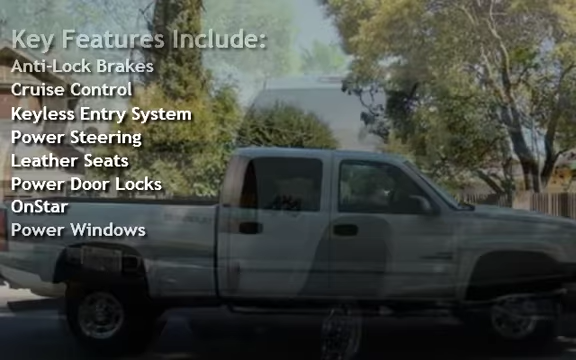 Key Features Include:
Anti-Lock Brakes
Cruise Control
Keyless Entry System
Power Steering
Leather Seats
Power Door Locks
OnStar
Power Windows